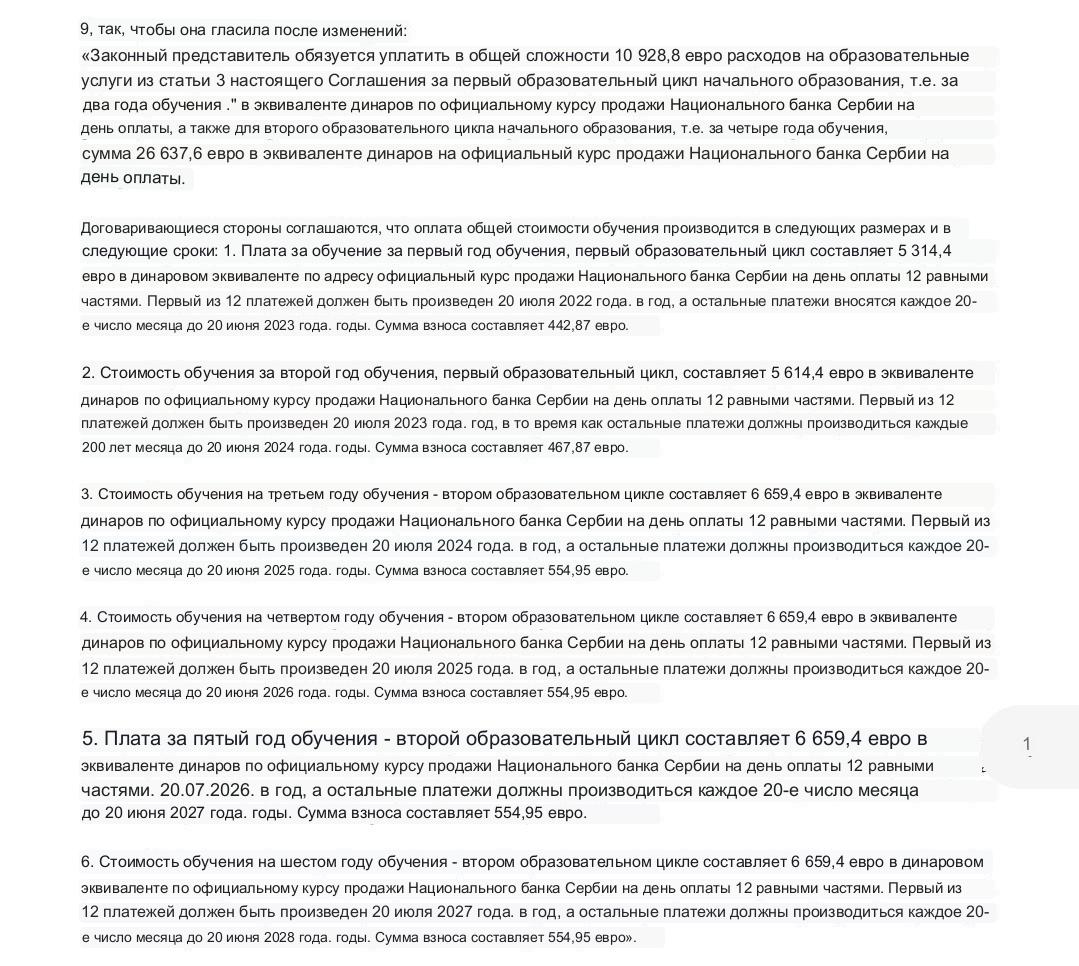 9, так, чтобы она гласила после изменений:
«Законный представитель обязуется уплатить в общей сложности 10 928,8 евро расходов на образовательные
услуги из статьи 3 настоящего Соглашения за первый образовательный цикл начального образования, т.е. за
два года обучения ." в эквиваленте динаров по официальному курсу продажи Национального банка Сербии на
день оплаты, а также для второго образовательного цикла начального образования, т.е. за четыре года обучения,
сумма 26 637,6 евро в эквиваленте динаров на официальный курс продажи Национального банка Сербии на
день оплаты.
Договаривающиеся стороны соглашаются, что оплата общей стоимости обучения производится в следующих размерах и в
следующие сроки: 1. Плата за обучение за первый год обучения, первый образовательный цикл составляет 5 314,4
евро в динаровом эквиваленте по адресу официальный курс продажи Национального банка Сербии на день оплаты 12 равными
частями. Первый из 12 платежей должен быть произведен 20 июля 2022 года. в год, а остальные платежи вносятся каждое 20-
е число месяца до 20 июня 2023 года. годы. Сумма взноса составляет 442,87 евро.
2. Стоимость обучения за второй год обучения, первый образовательный цикл, составляет 5 614,4 евро в эквиваленте
динаров по официальному курсу продажи Национального банка Сербии на день оплаты 12 равными частями. Первый из 12
платежей должен быть произведен 20 июля 2023 года. год, в то время как остальные платежи должны производиться каждые
200 лет месяца до 20 июня 2024 года. годы. Сумма взноса составляет 467,87 евро.
3. Стоимость обучения на третьем году обучения - втором образовательном цикле составляет 6 659,4 евро в эквиваленте
динаров по официальному курсу продажи Национального банка Сербии на день оплаты 12 равными частями. Первый из
12 платежей должен быть произведен 20 июля 2024 года. в год, а остальные платежи должны производиться каждое 20-
е число месяца до 20 июня 2025 года. годы. Сумма взноса составляет 554,95 евро.
4. Стоимость обучения на четвертом году обучения - втором образовательном цикле составляет 6 659,4 евро в эквиваленте
динаров по официальному курсу продажи Национального банка Сербии на день оплаты 12 равными частями. Первый из
12 платежей должен быть произведен 20 июля 2025 года. в год, а остальные платежи должны производиться каждое 20-
е число месяца до 20 июня 2026 года. годы. Сумма взноса составляет 554,95 евро.
5. Плата за пятый год обучения - второй образовательный цикл составляет 6 659,4 евро в
эквиваленте динаров по официальному курсу продажи Национального банка Сербии на день оплаты 12 равными
частями. 20.07.2026. в год, а остальные платежи должны производиться каждое 20-е число месяца
до 20 июня 2027 года. годы. Сумма взноса составляет 554,95 евро.
1
6. Стоимость обучения на шестом году обучения - втором образовательном цикле составляет 6 659,4 евро в динаровом
эквиваленте по официальному курсу продажи Национального банка Сербии на день оплаты 12 равными частями. Первый из
12 платежей должен быть произведен 20 июля 2027 года. в год, а остальные платежи должны производиться каждое 20-
е число месяца до 20 июня 2028 года. годы. Сумма взноса составляет 554,95 евро».